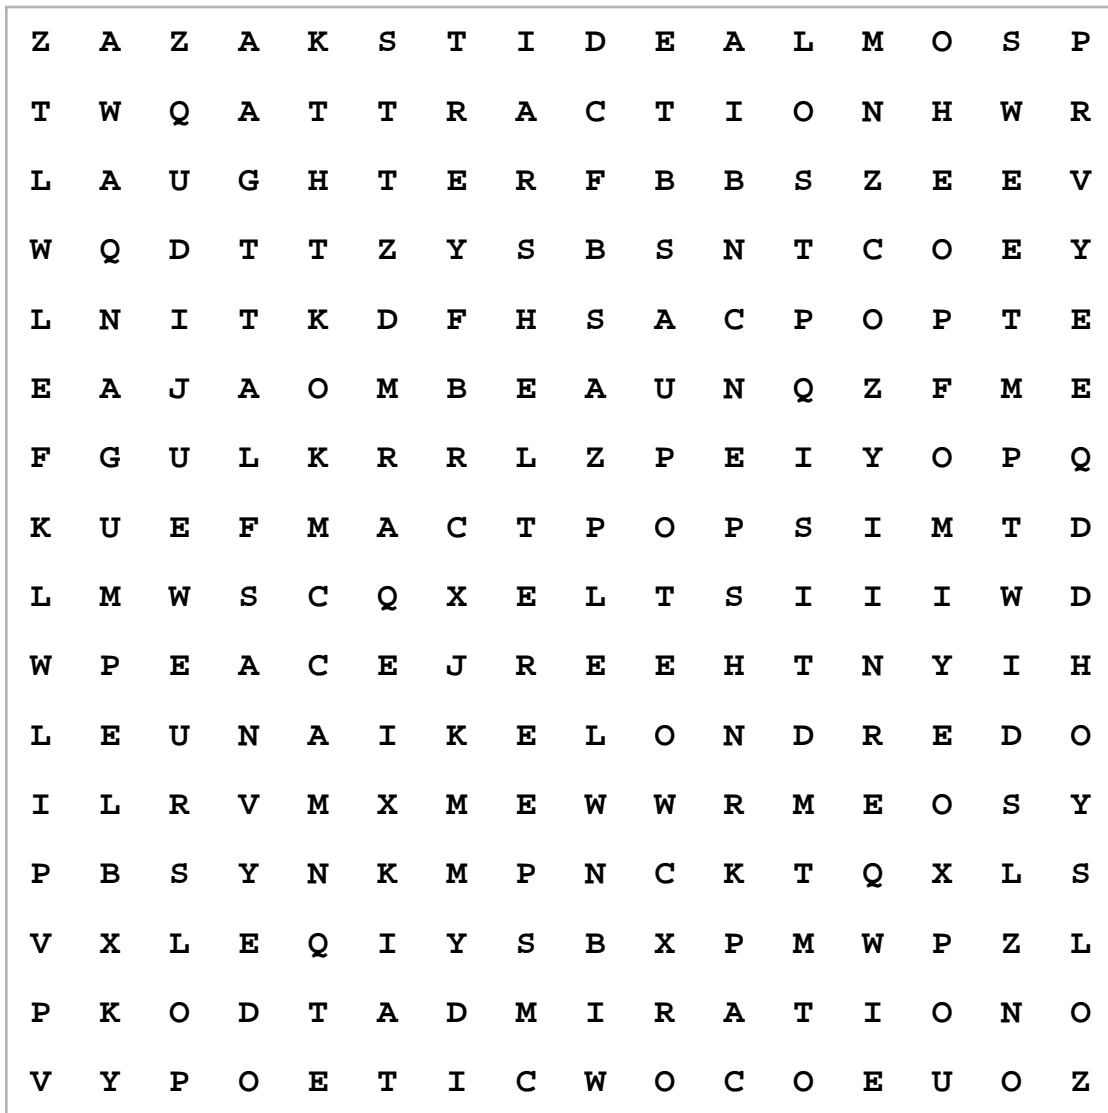 Z A Z A K S T I D E A L M O S P
T W Q A T T R A C T I O N H W R
L A U G H T E R F B B S Z E E V
W Q D T T Z Y S B S N T C O E Y
L N I T K D F H S A C P O P T E
E A J A O M B E A U N Q Z F M E
F G U L K R R L Z P E I Y O P Q
K U E F M A C T P O P S I M T D
L M W S C Q X E L T S I I I W D
W P E A C E J R E E H T N Y I H
L E U N A I K E L O N D R E D O
I L R V M X M E W W R M E O S Y
P B S Y N K M P N C K T Q X L S
V X L E Q I Y S B X P M W P Z L
P K O D T A D M I R A T I O N O
V Y P O E T I C W O C O E U O Z